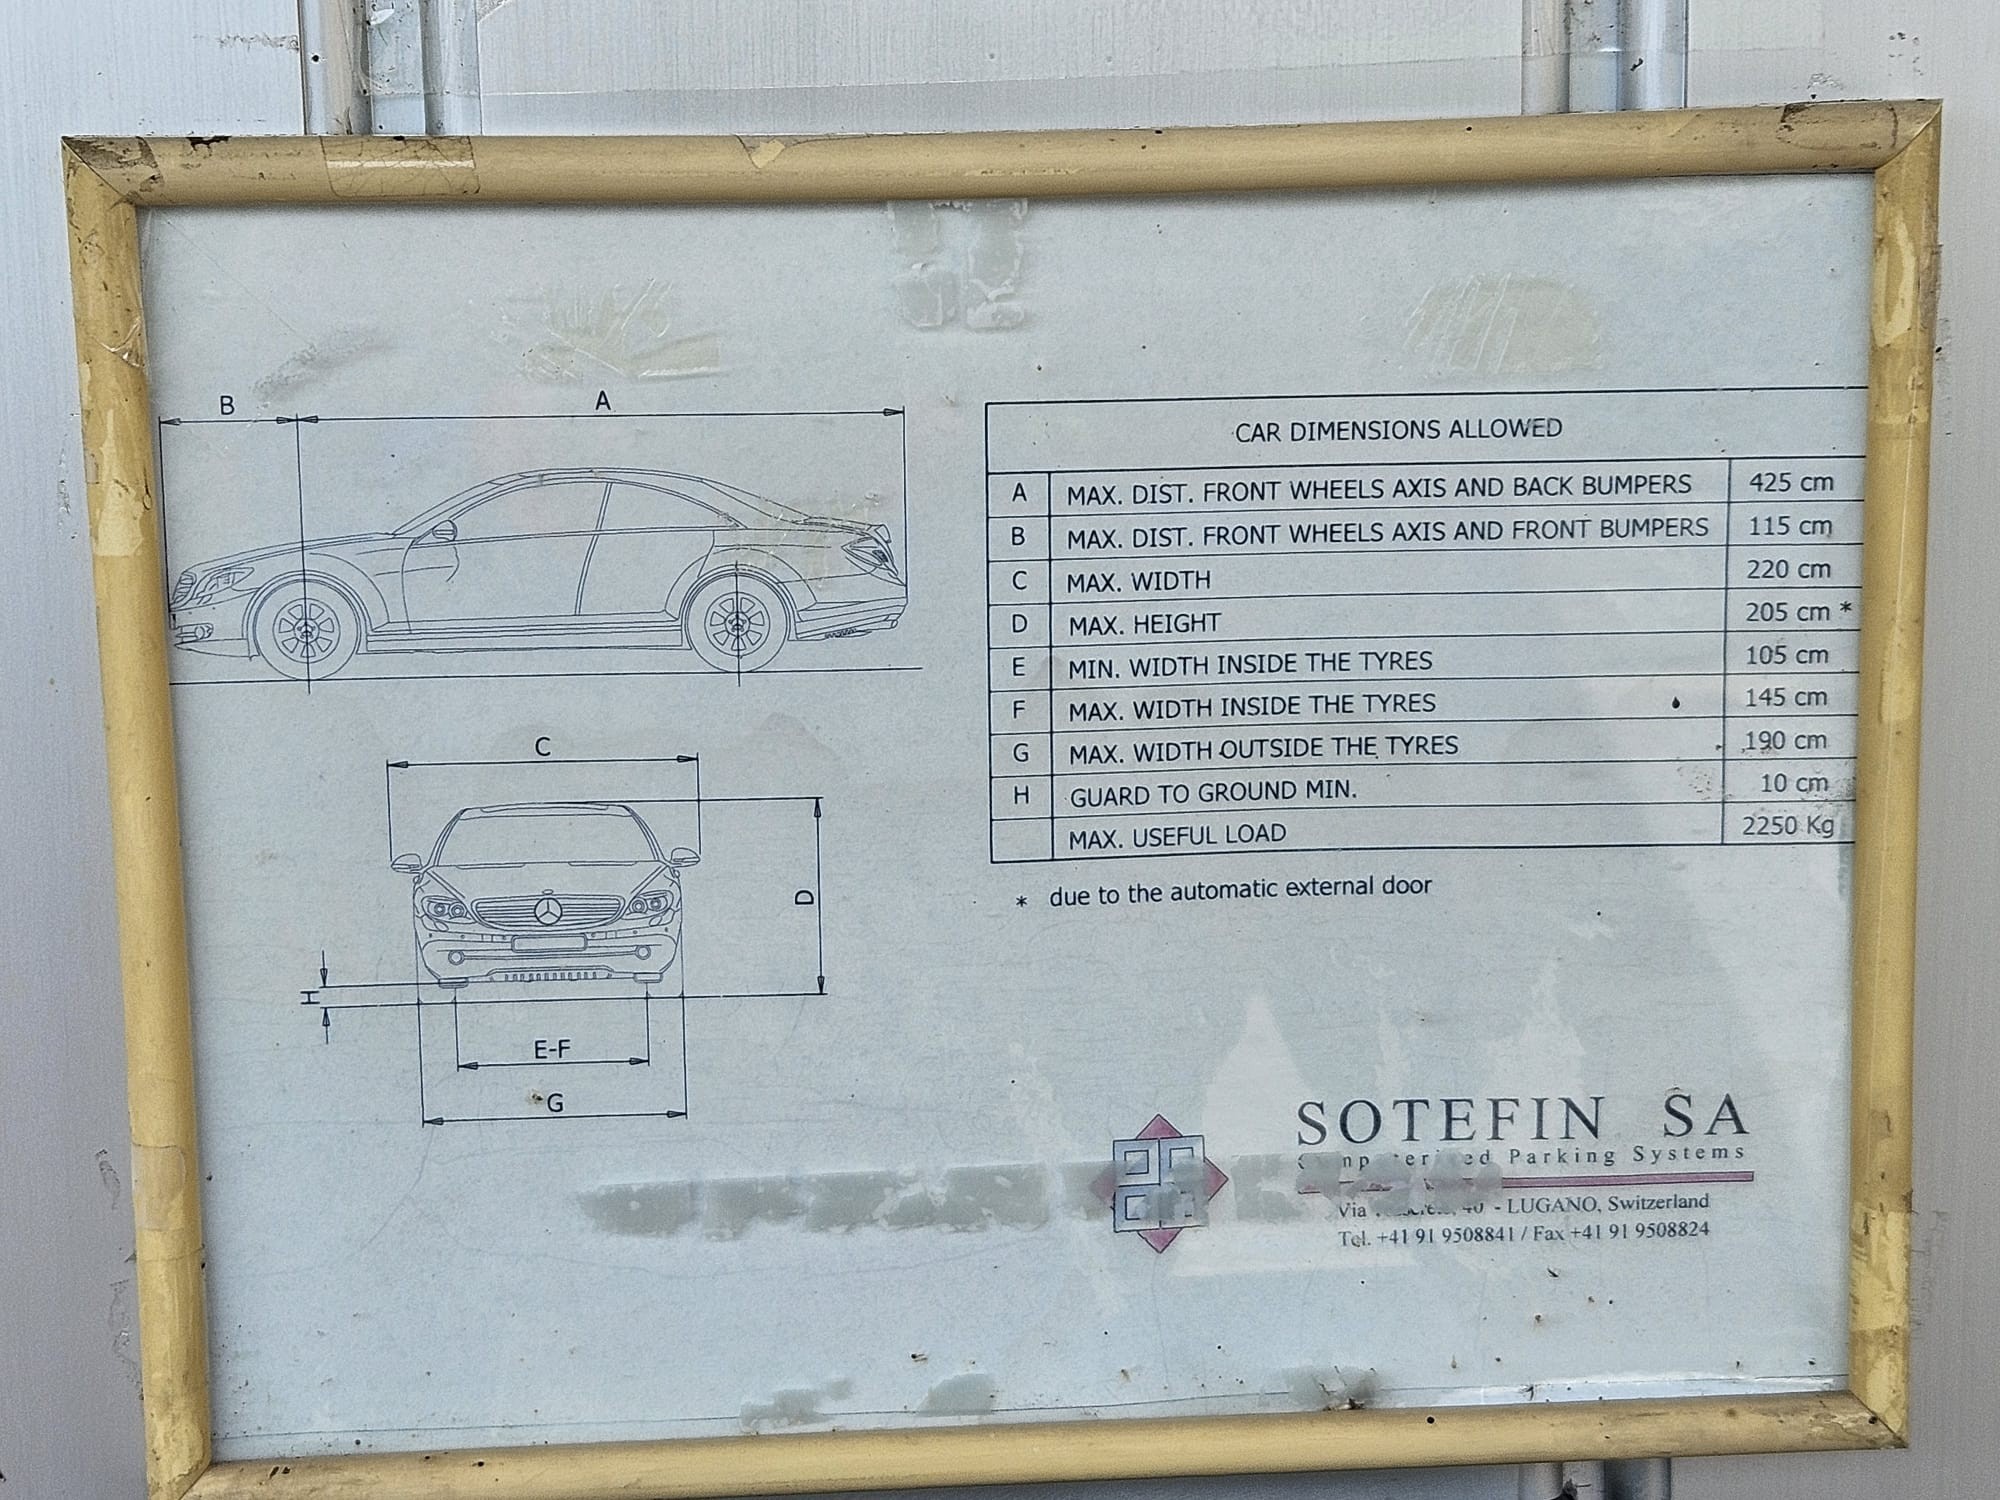 B
A
C
D
H
E-F
G
CAR DIMENSIONS ALLOWED
A MAX. DIST. FRONT WHEELS AXIS AND BACK BUMPERS 425 cm
B MAX. DIST. FRONT WHEELS AXIS AND FRONT BUMPERS 115 cm
C MAX. WIDTH 220 cm
D MAX. HEIGHT 205 cm *
E MIN. WIDTH INSIDE THE TYRES 105 cm
F MAX. WIDTH INSIDE THE TYRES 145 cm
G MAX. WIDTH OUTSIDE THE TYRES 190 cm
H GUARD TO GROUND MIN. 10 cm
MAX. USEFUL LOAD 2250 Kg
* due to the automatic external door
SOTEFIN SA
Parking Systems
Via 40 - LUGANO, Switzerland
Tel. +41 91 9508841 / Fax +41 91 9508824